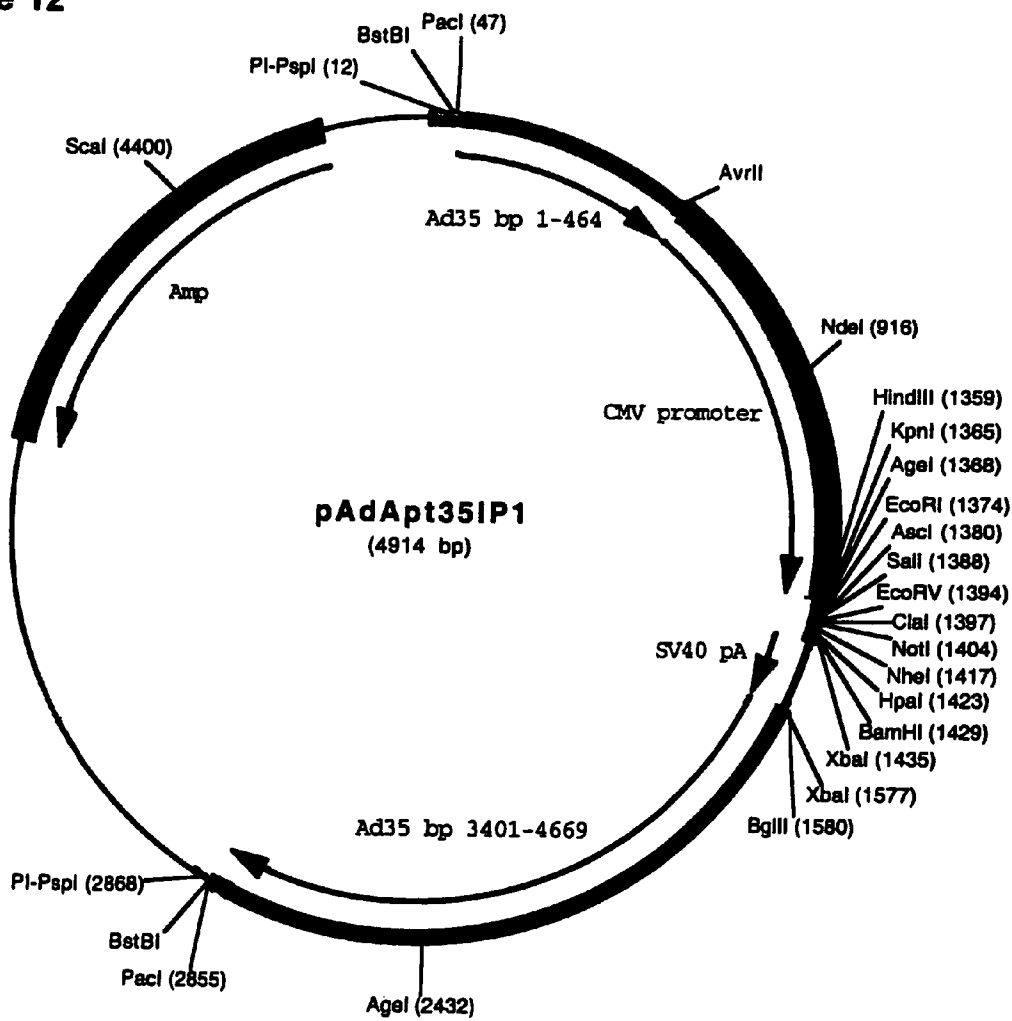 PacI (47)
BstBI
PI-PspI (12)
ScaI (4400)
AvrII
Ad35 bp 1-464
Amp
NdeI (916)
CMV promoter
HindIII (1359)
KpnI (1365)
AgeI (1368)
EcoRI (1374)
AscI (1380)
SalI (1388)
EcoRV (1394)
ClaI (1397)
NotI (1404)
NheI (1417)
HpaI (1423)
BamHI (1429)
XbaI (1435)
XbaI (1577)
BglII (1580)
pAdApt35IP1
(4914 bp)
SV40 pA
Ad35 bp 3401-4669
PI-PspI (2868)
BstBI
PacI (2855)
AgeI (2432)